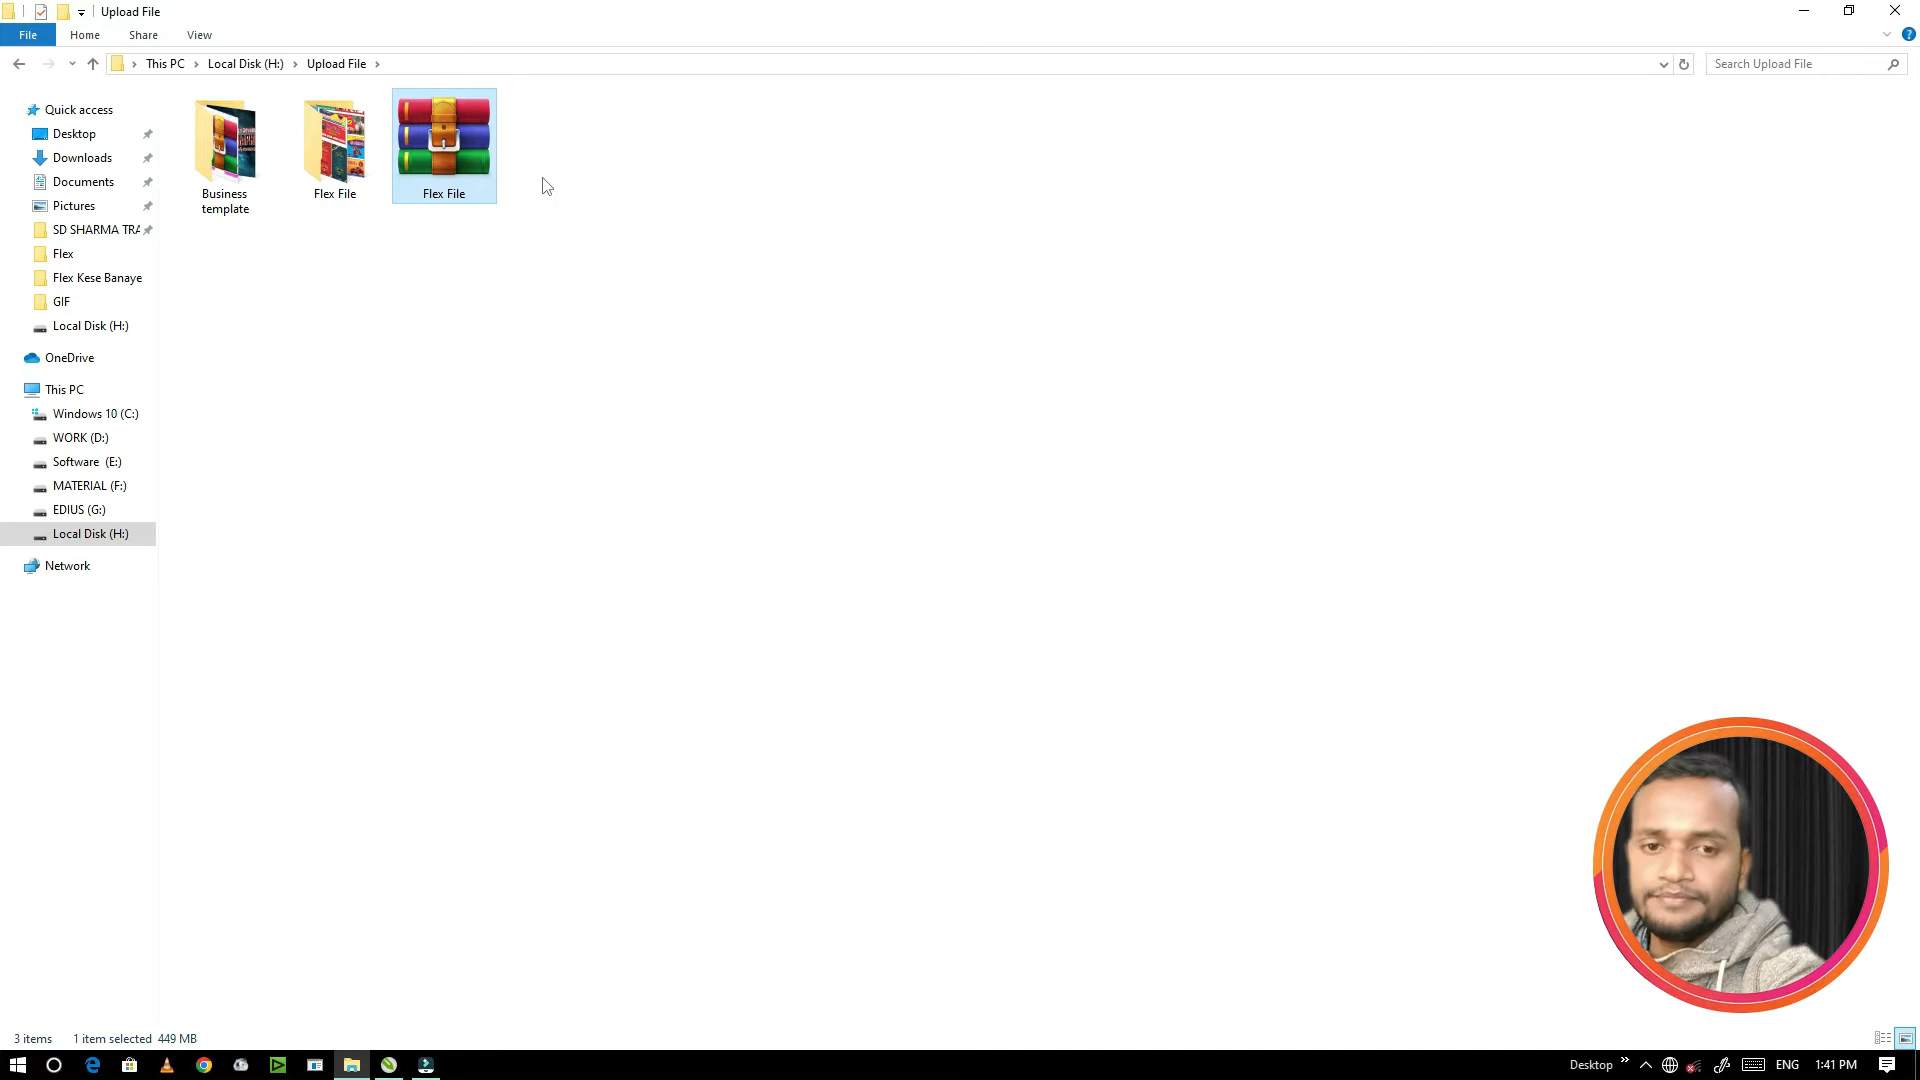 Upload File
File Home Share View
This PC Local Disk (H:) Upload File
Search Upload File
Quick access
Desktop
Downloads
Documents
Pictures
SD SHARMA TRA
Flex
Flex Kese Banaye
GIF
Local Disk (H:)
OneDrive
This PC
Windows 10 (C:)
WORK (D:)
Software (E:)
MATERIAL (F:)
EDIUS (G:)
Local Disk (H:)
Network
Business
template
Flex File
Flex File
3 items 1 item selected 449 MB
Desktop ENG 1:41 PM